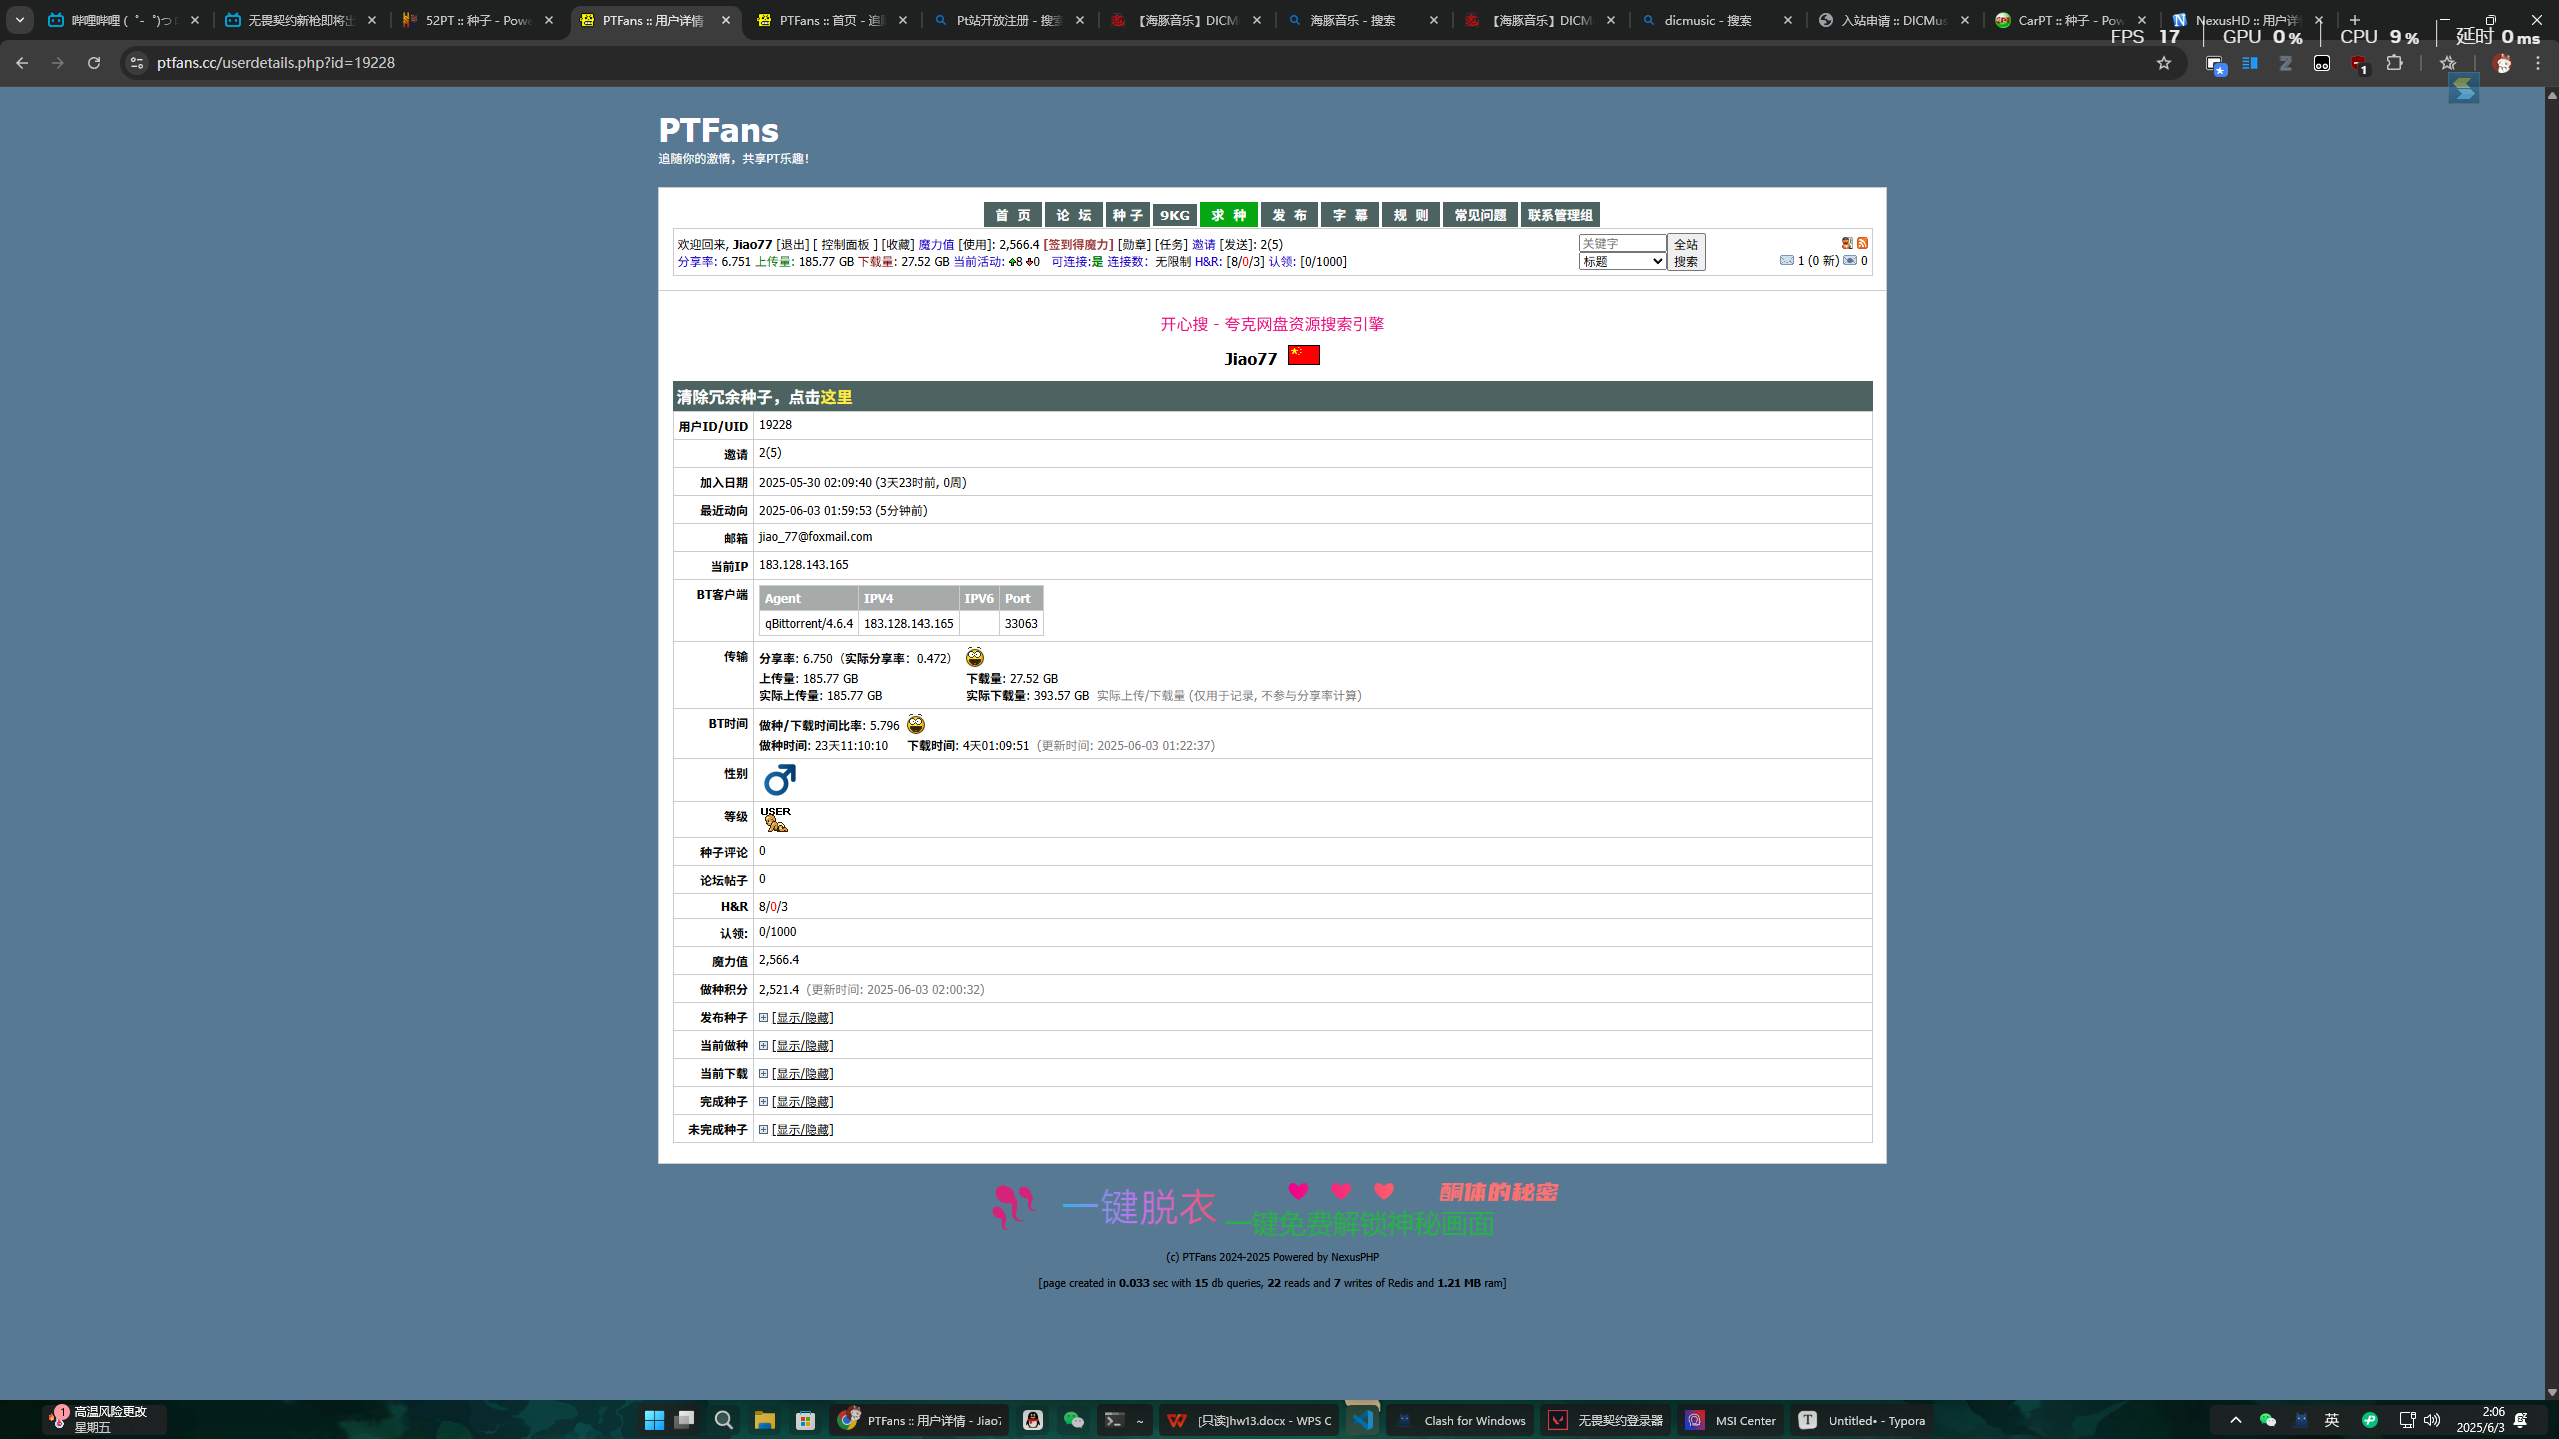 哔哩哔哩 (゜-゜)つ
无畏契约新枪即将出
52PT :: 种子 - Powe
PTFans :: 用户详情
PTFans :: 首页 - 追
Pt站开放注册 - 搜索
【海豚音乐】DICM
海豚音乐 - 搜索
【海豚音乐】DICM
dicmusic - 搜索
入站申请 :: DICMus
CarPT :: 种子 - Pow
NexusHD :: 用户详
FPS 17 GPU 0 % CPU 9 % 延时 0 ms
ptfans.cc/userdetails.php?id=19228
1
PTFans
追随你的激情，共享PT乐趣！
首 页 论 坛 种 子 9KG 求 种 发 布 字 幕 规 则 常见问题 联系管理组
欢迎回来, Jiao77 [退出] [ 控制面板 ] [收藏] 魔力值 [使用]: 2,566.4 [签到得魔力] [勋章] [任务] 邀请 [发送]: 2(5)
关键字 全站
分享率: 6.751 上传量: 185.77 GB 下载量: 27.52 GB 当前活动: 8 0 可连接:是 连接数：无限制 H&R: [8/0/3] 认领: [0/1000]
标题 搜索
1 (0 新) 0
开心搜 - 夸克网盘资源搜索引擎
Jiao77
清除冗余种子，点击这里
用户ID/UID 19228
邀请 2(5)
加入日期 2025-05-30 02:09:40 (3天23时前, 0周)
最近动向 2025-06-03 01:59:53 (5分钟前)
邮箱 jiao_77@foxmail.com
当前IP 183.128.143.165
BT客户端 Agent IPV4 IPV6 Port
qBittorrent/4.6.4 183.128.143.165 33063
传输 分享率: 6.750（实际分享率：0.472）
上传量: 185.77 GB 下载量: 27.52 GB
实际上传量: 185.77 GB 实际下载量: 393.57 GB 实际上传/下载量 (仅用于记录, 不参与分享率计算)
BT时间 做种/下载时间比率: 5.796
做种时间: 23天11:10:10 下载时间: 4天01:09:51 (更新时间: 2025-06-03 01:22:37)
性别
等级 USER
种子评论 0
论坛帖子 0
H&R 8/0/3
认领: 0/1000
魔力值 2,566.4
做种积分 2,521.4 (更新时间: 2025-06-03 02:00:32)
发布种子 [显示/隐藏]
当前做种 [显示/隐藏]
当前下载 [显示/隐藏]
完成种子 [显示/隐藏]
未完成种子 [显示/隐藏]
一键脱衣
酮体的秘密
一键免费解锁神秘画面
(c) PTFans 2024-2025 Powered by NexusPHP
[page created in 0.033 sec with 15 db queries, 22 reads and 7 writes of Redis and 1.21 MB ram]
1 高温风险更改
星期五
PTFans :: 用户详情 - Jiao7
~
[只读]hw13.docx - WPS C
Clash for Windows
无畏契约登录器
MSI Center
Untitled• - Typora
英
2:06
2025/6/3